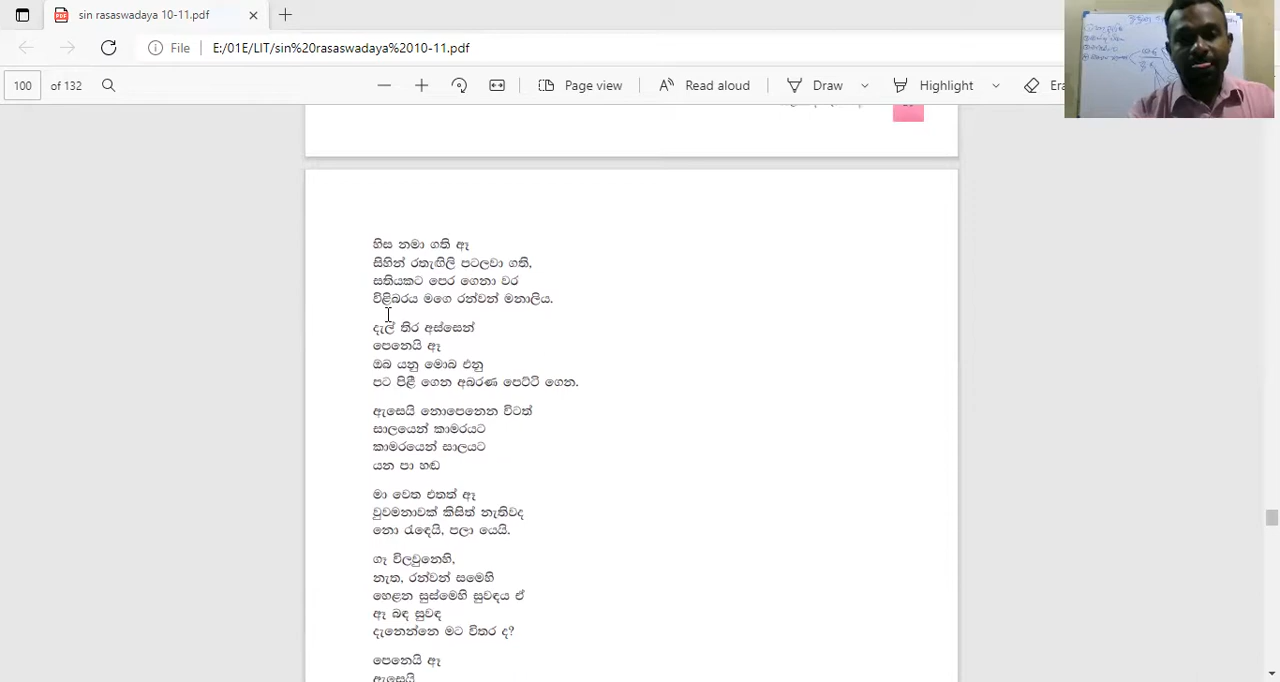 sin rasaswadaya 10-11.pdf
File E:/01E/LIT/sin%20rasaswadaya%2010-11.pdf
100 of 132 Page view Read aloud Draw Highlight Era
හිස නමා ගති ඈ
සිහින් රතැඟිලි පටලවා ගති,
සතියකට පෙර ගෙනා වර
විළිබරය මගෙ රන්වන් මනාලිය.
දැල් තිර අස්සෙන්
පෙනෙයි ඈ
ඔබ යනු මොබ එනු
පට පිළී ගෙන අබරණ පෙට්ටි ගෙන.
ඇසෙයි නොපෙනෙන විටත්
සාලයෙන් කාමරයට
කාමරයෙන් සාලයට
යන පා හඬ
මා වෙත එතත් ඈ
වුවමනාවක් කිසිත් නැතිවද
නො රැඳෙයි, පලා යෙයි.
ගෑ විලවුනෙහි,
නැත, රන්වන් සමෙහි
හෙළන සුස්මෙහි සුවඳය ඒ
ඈ බඳ සුවඳ
දැනෙන්නෙ මට විතර ද?
පෙනෙයි ඈ
ඇසෙයි